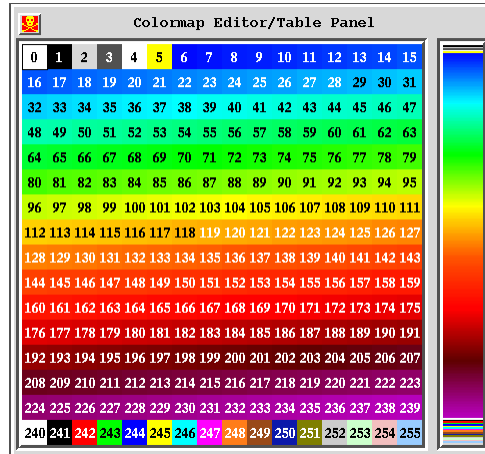 Colormap Editor/Table Panel
0 1 2 3 4 5 6 7 8 9 10 11 12 13 14 15
16 17 18 19 20 21 22 23 24 25 26 27 28 29 30 31
32 33 34 35 36 37 38 39 40 41 42 43 44 45 46 47
48 49 50 51 52 53 54 55 56 57 58 59 60 61 62 63
64 65 66 67 68 69 70 71 72 73 74 75 76 77 78 79
80 81 82 83 84 85 86 87 88 89 90 91 92 93 94 95
96 97 98 99 100 101 102 103 104 105 106 107 108 109 110 111
112 113 114 115 116 117 118 119 120 121 122 123 124 125 126 127
128 129 130 131 132 133 134 135 136 137 138 139 140 141 142 143
144 145 146 147 148 149 150 151 152 153 154 155 156 157 158 159
160 161 162 163 164 165 166 167 168 169 170 171 172 173 174 175
176 177 178 179 180 181 182 183 184 185 186 187 188 189 190 191
192 193 194 195 196 197 198 199 200 201 202 203 204 205 206 207
208 209 210 211 212 213 214 215 216 217 218 219 220 221 222 223
224 225 226 227 228 229 230 231 232 233 234 235 236 237 238 239
240 241 242 243 244 245 246 247 248 249 250 251 252 253 254 255